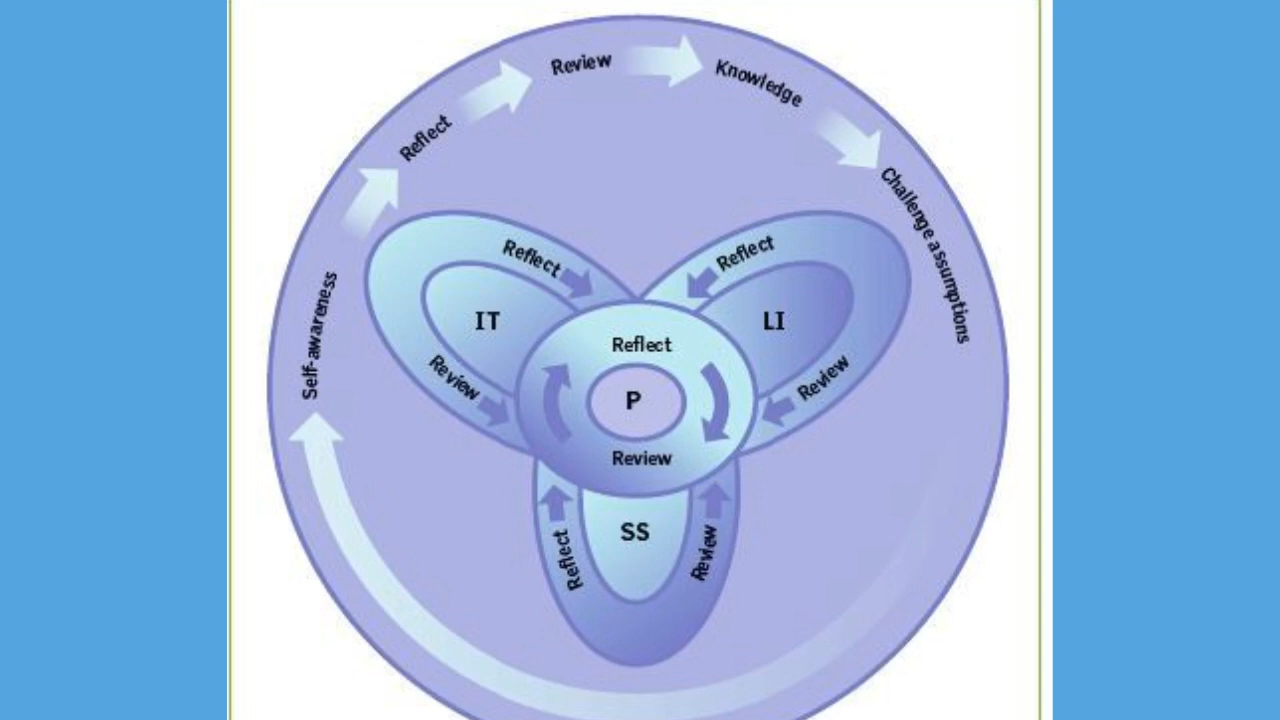 Self-awareness
Reflect
Review
Knowledge
Challenge assumptions
Reflect
IT
Review
Reflect
LI
Review
Reflect
P
Review
Reflect
SS
Review